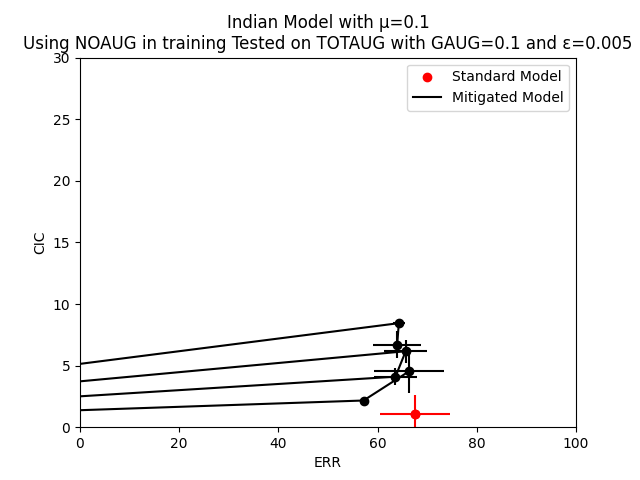 Indian Model with μ=0.1
Using NOAUG in training Tested on TOTAUG with GAUG=0.1 and ε=0.005
Standard Model
Mitigated Model
30
25
20
15
10
5
0
CIC
0 20 40 60 80 100
ERR